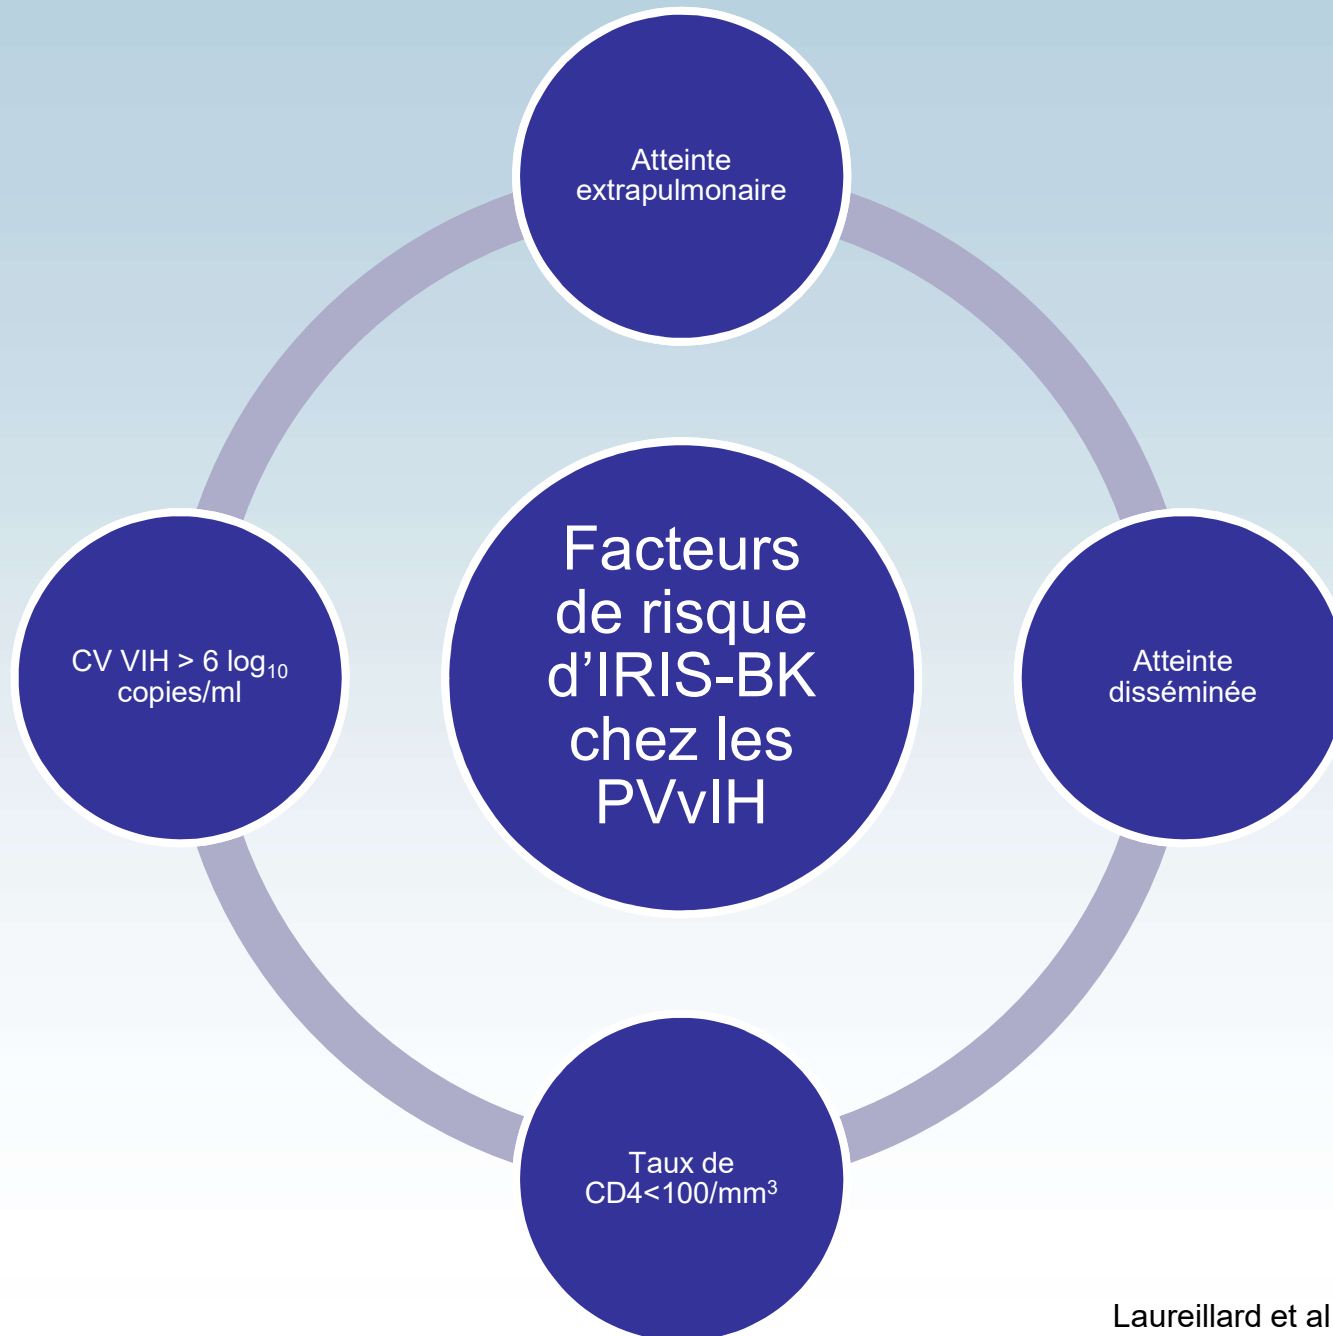 Atteinte
extrapulmonaire
Facteurs
de risque
d’IRIS-BK
chez les
PVvIH
CV VIH > 6 log₁₀
copies/ml
Atteinte
disséminée
Taux de
CD4<100/mm³
Laureillard et al